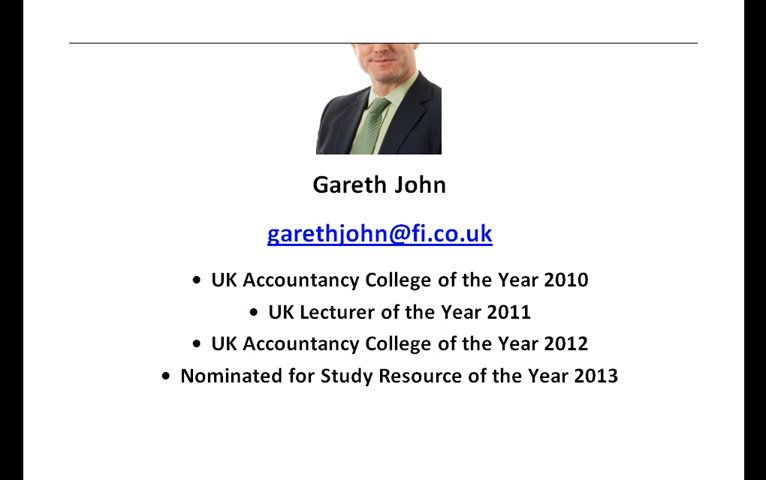 Gareth John
garethjohn@fi.co.uk
• UK Accountancy College of the Year 2010
• UK Lecturer of the Year 2011
• UK Accountancy College of the Year 2012
• Nominated for Study Resource of the Year 2013